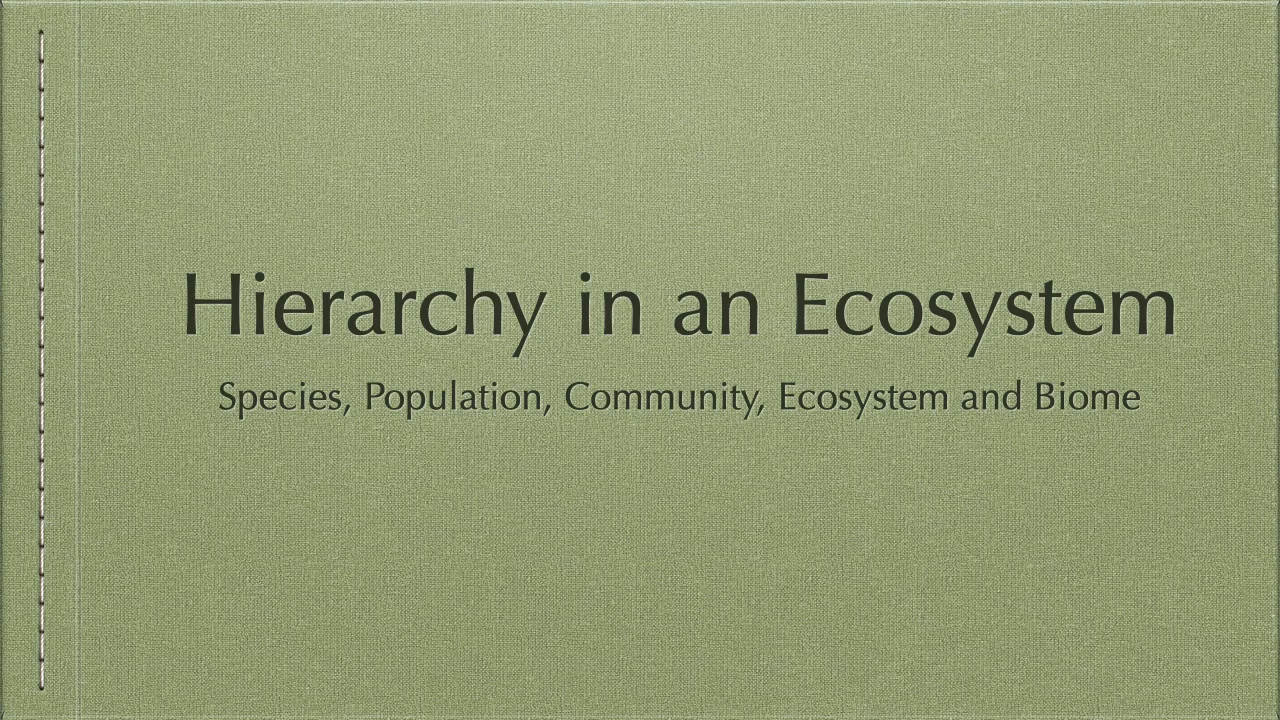 Hierarchy in an Ecosystem
Species, Population, Community, Ecosystem and Biome